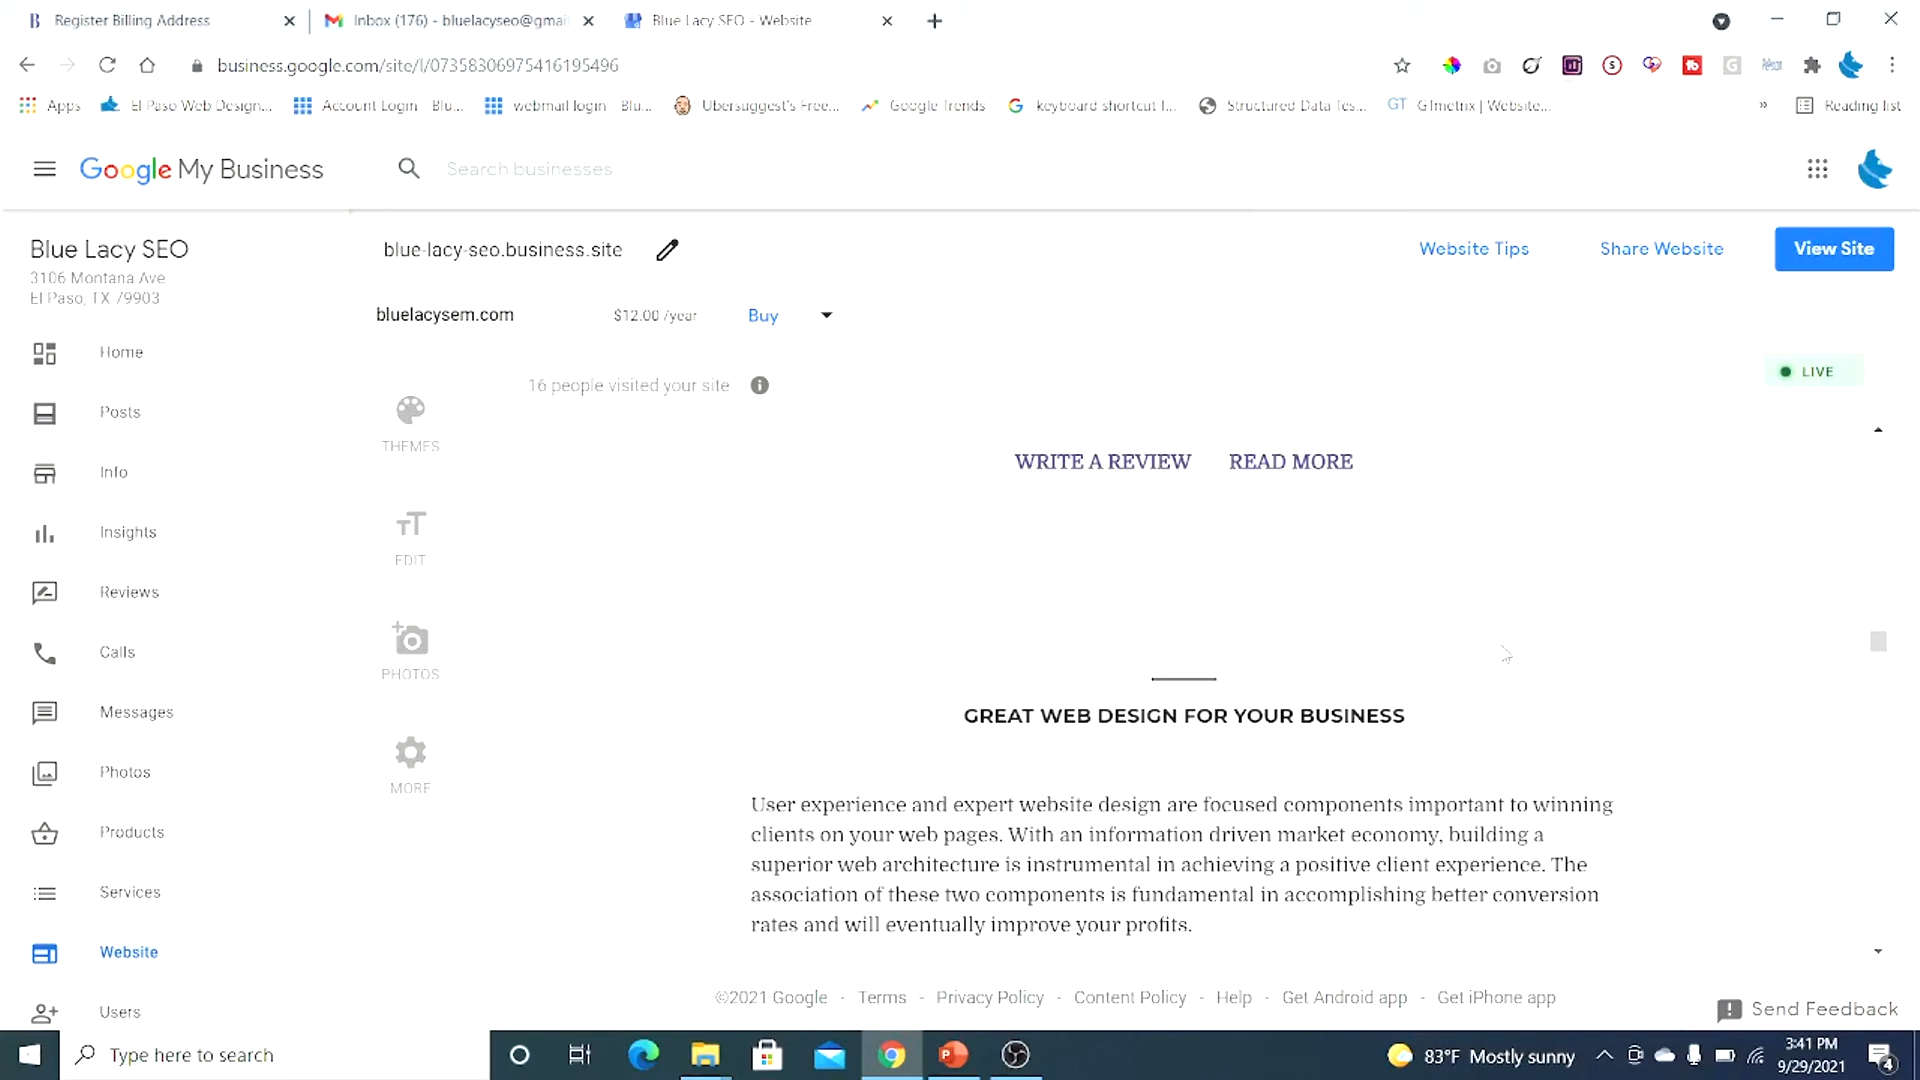 Register Billing Address
Inbox (176) - bluelacyseo@gmai
Blue Lacy SEO - Website
business.google.com/site/l/07358306975416195496
Apps
El Paso Web Design...
Account Login - Blu...
webmail login - Blu...
Ubersuggest's Free...
Google Trends
keyboard shortcut f...
Structured Data Tes...
GTmetrix | Website...
»
Reading list
Google My Business
Search businesses
Blue Lacy SEO
3106 Montana Ave
El Paso, TX 79903
blue-lacy-seo.business.site
Website Tips
Share Website
View Site
bluelacysem.com
$12.00 /year
Buy
16 people visited your site
LIVE
Home
Posts
Info
Insights
Reviews
Calls
Messages
Photos
Products
Services
Website
Users
THEMES
EDIT
PHOTOS
MORE
WRITE A REVIEW
READ MORE
GREAT WEB DESIGN FOR YOUR BUSINESS
User experience and expert website design are focused components important to winning
clients on your web pages. With an information driven market economy, building a
superior web architecture is instrumental in achieving a positive client experience. The
association of these two components is fundamental in accomplishing better conversion
rates and will eventually improve your profits.
©2021 Google - Terms - Privacy Policy - Content Policy - Help - Get Android app - Get iPhone app
Send Feedback
Type here to search
83°F Mostly sunny
3:41 PM
9/29/2021
4